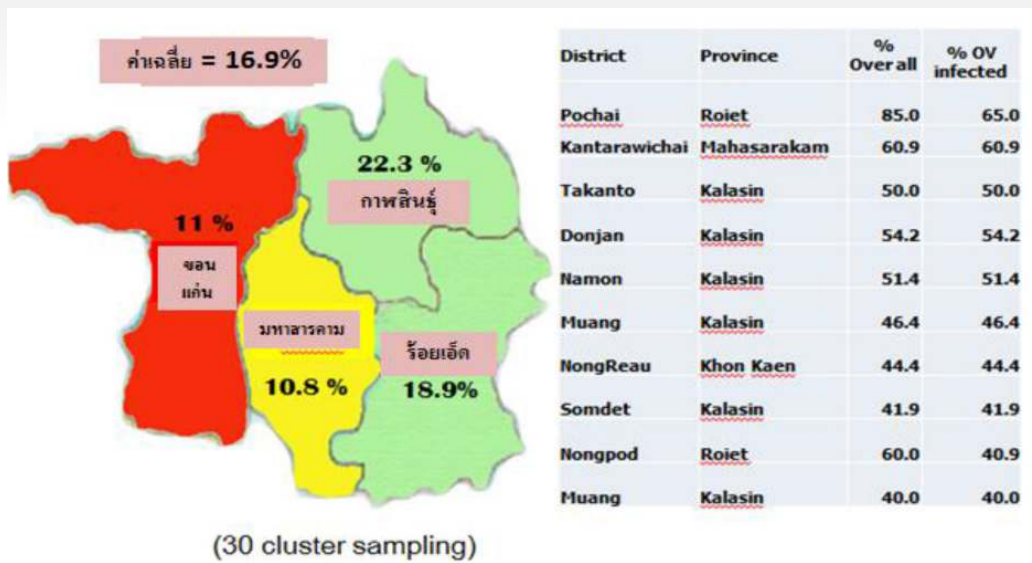 ค่าเฉลี่ย = 16.9%
22.3 %
กาฬสินธุ์
11 %
ขอน
แก่น
มหาสารคาม
10.8 %
ร้อยเอ็ด
18.9%
(30 cluster sampling)
District Province % Over all % OV infected
Pochai Roiet 85.0 65.0
Kantarawichai Mahasarakam 60.9 60.9
Takanto Kalasin 50.0 50.0
Donjan Kalasin 54.2 54.2
Namon Kalasin 51.4 51.4
Muang Kalasin 46.4 46.4
NongReau Khon Kaen 44.4 44.4
Somdet Kalasin 41.9 41.9
Nongpod Roiet 60.0 40.9
Muang Kalasin 40.0 40.0